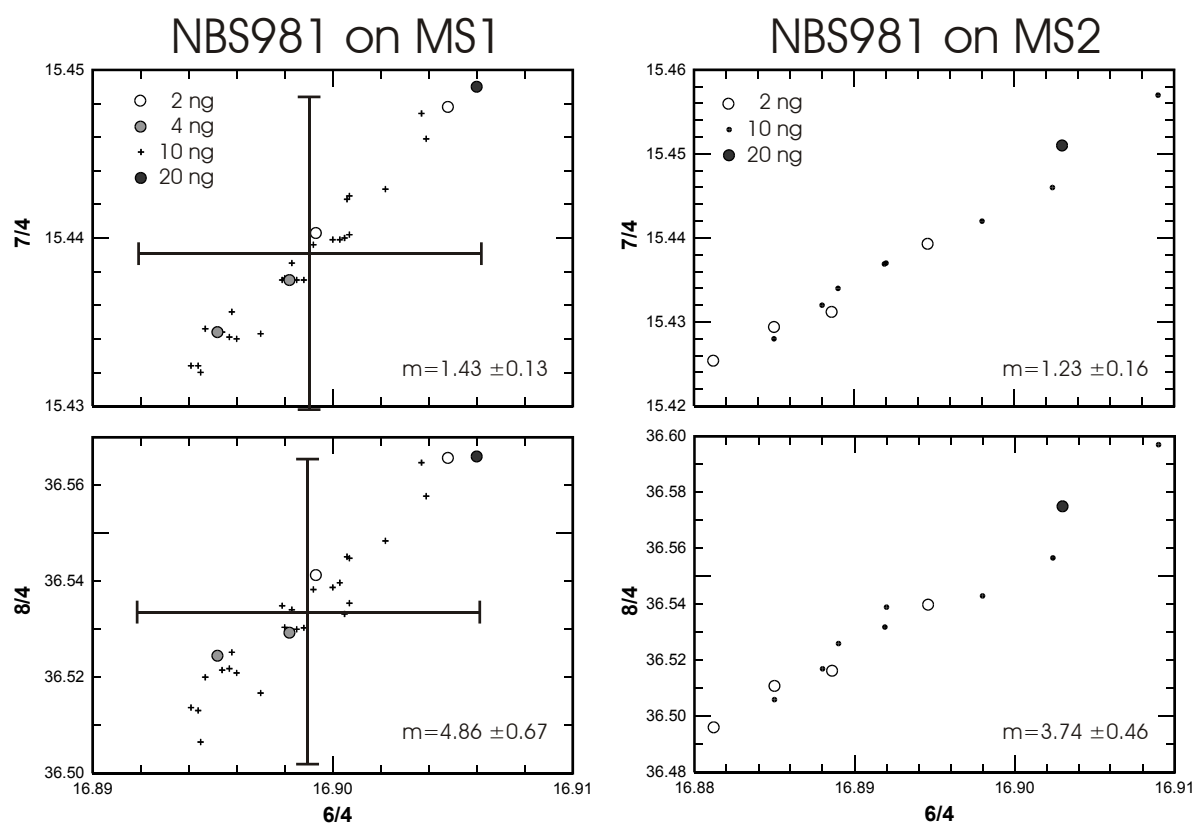 NBS981 on MS1
NBS981 on MS2
15.45
15.44
15.43
7/4
2 ng
4 ng
10 ng
20 ng
m=1.43 ±0.13
15.46
15.45
15.44
15.43
15.42
7/4
2 ng
10 ng
20 ng
m=1.23 ±0.16
36.56
36.54
36.52
36.50
8/4
m=4.86 ±0.67
16.89
16.90
16.91
6/4
36.60
36.58
36.56
36.54
36.52
36.50
36.48
8/4
m=3.74 ±0.46
16.88
16.89
16.90
16.91
6/4